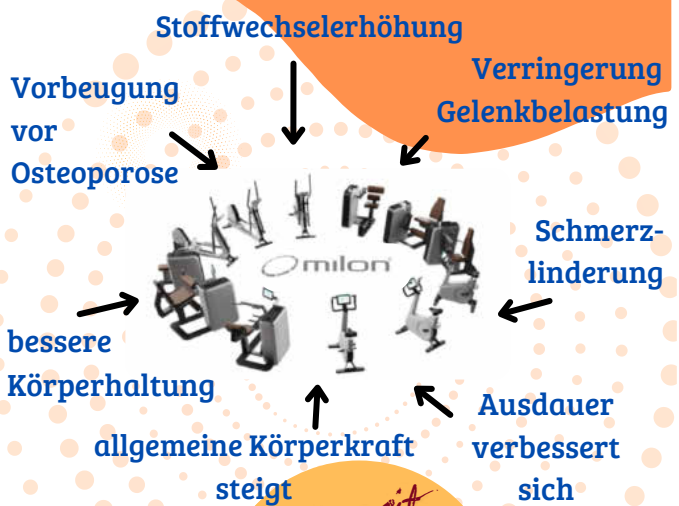 Stoffwechselerhöhung
Verringerung
Gelenkbelastung
Vorbeugung
vor
Osteoporose
milon
Schmerz-
linderung
bessere
Körperhaltung
Ausdauer
verbessert
sich
allgemeine Körperkraft
steigt